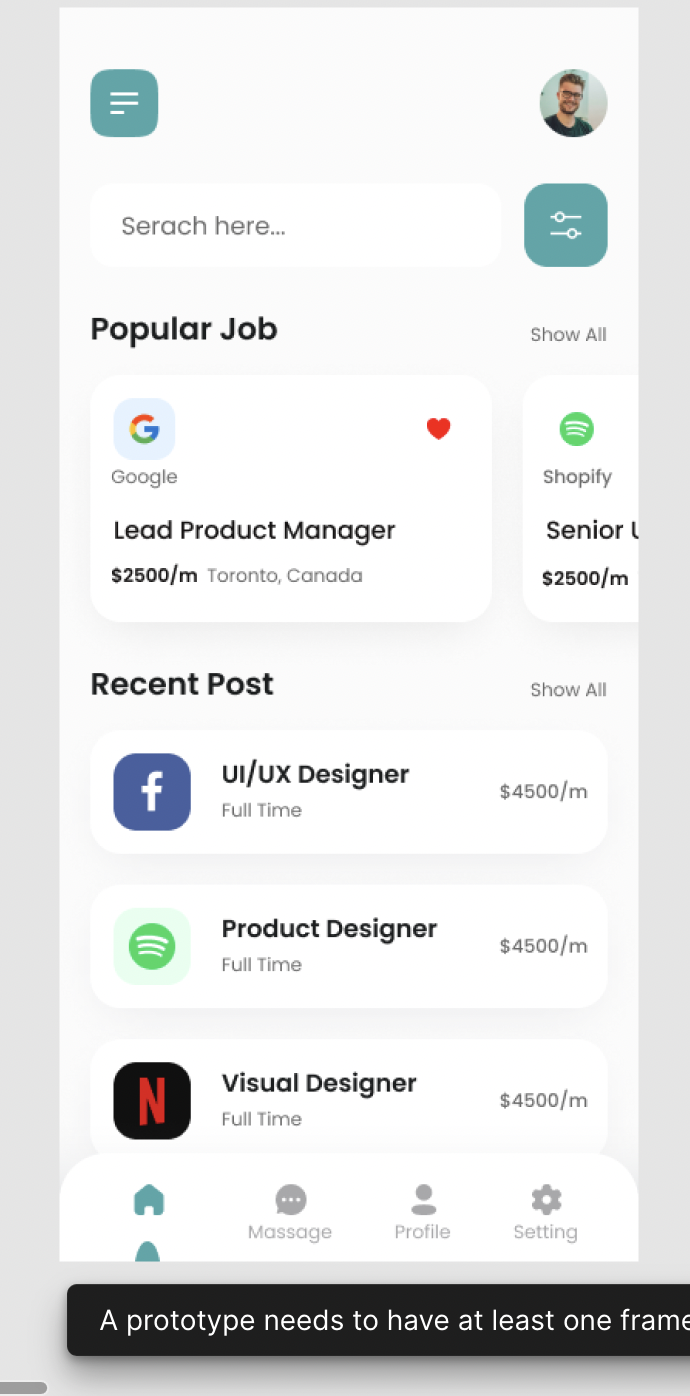 Serach here...
Popular Job
Show All
Google
Lead Product Manager
$2500/m Toronto, Canada
Shopify
Senior U
$2500/m
Recent Post
Show All
UI/UX Designer
Full Time
$4500/m
Product Designer
Full Time
$4500/m
Visual Designer
Full Time
$4500/m
Massage
Profile
Setting
A prototype needs to have at least one frame